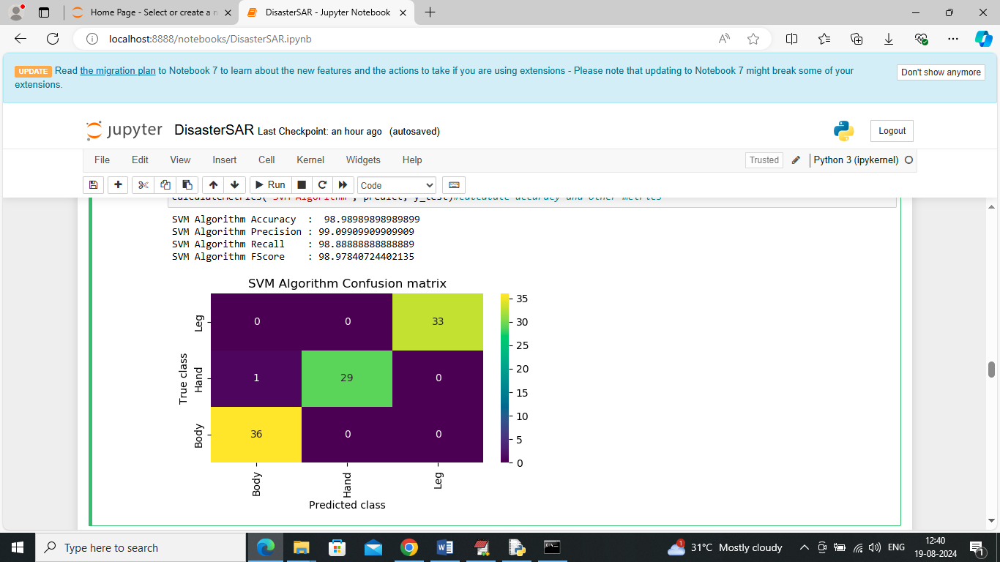 Home Page - Select or create a n
DisasterSAR - Jupyter Notebook
localhost:8888/notebooks/DisasterSAR.ipynb
UPDATE Read the migration plan to Notebook 7 to learn about the new features and the actions to take if you are using extensions - Please note that updating to Notebook 7 might break some of your
extensions.
Don't show anymore
jupyter DisasterSAR Last Checkpoint: an hour ago (autosaved)
Logout
File Edit View Insert Cell Kernel Widgets Help
Trusted
Python 3 (ipykernel)
Run
Code
calculateMetrics("SVM Algorithm", predict, y_test)#calculate accuracy and other metrics
SVM Algorithm Accuracy : 98.98989898989899
SVM Algorithm Precision : 99.09909909909909
SVM Algorithm Recall : 98.88888888888889
SVM Algorithm FScore : 98.97840724402135
SVM Algorithm Confusion matrix
Leg 0 0 33
Hand 1 29 0
Body 36 0 0
True class
Body Hand Leg
Predicted class
35
30
25
20
15
10
5
0
Type here to search
1
31°C Mostly cloudy
ENG
12:40
19-08-2024
1